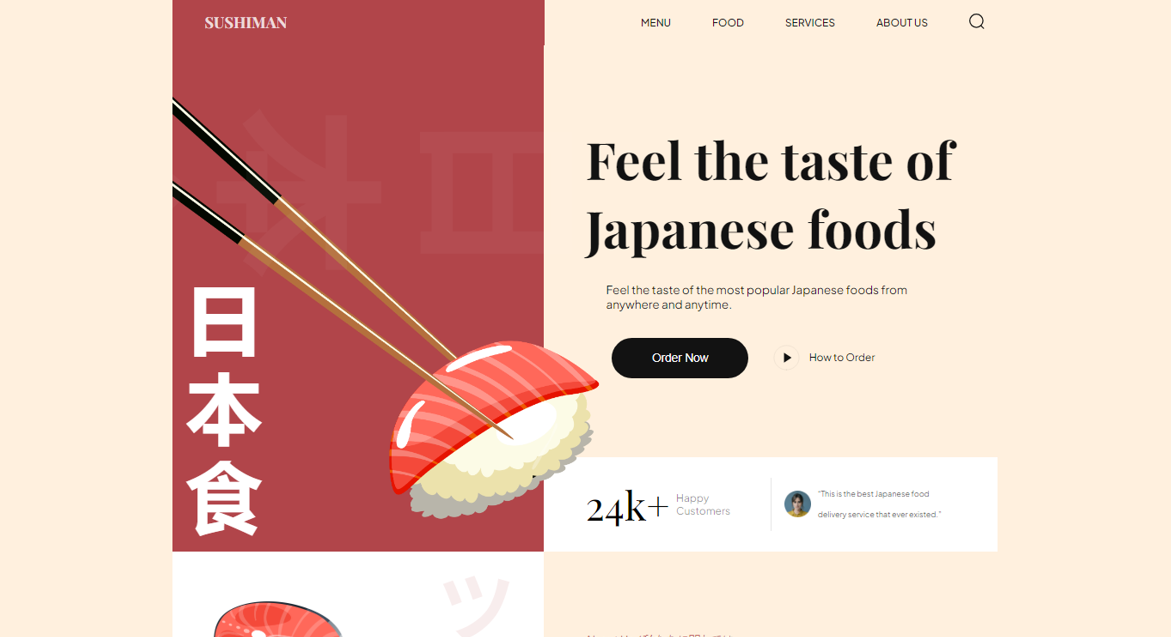 SUSHIMAN
MENU FOOD SERVICES ABOUT US
Feel the taste of
Japanese foods
Feel the taste of the most popular Japanese foods from
anywhere and anytime.
Order Now
How to Order
日
本
食
24k+
Happy
Customers
"This is the best Japanese food
delivery service that ever existed."
ッ